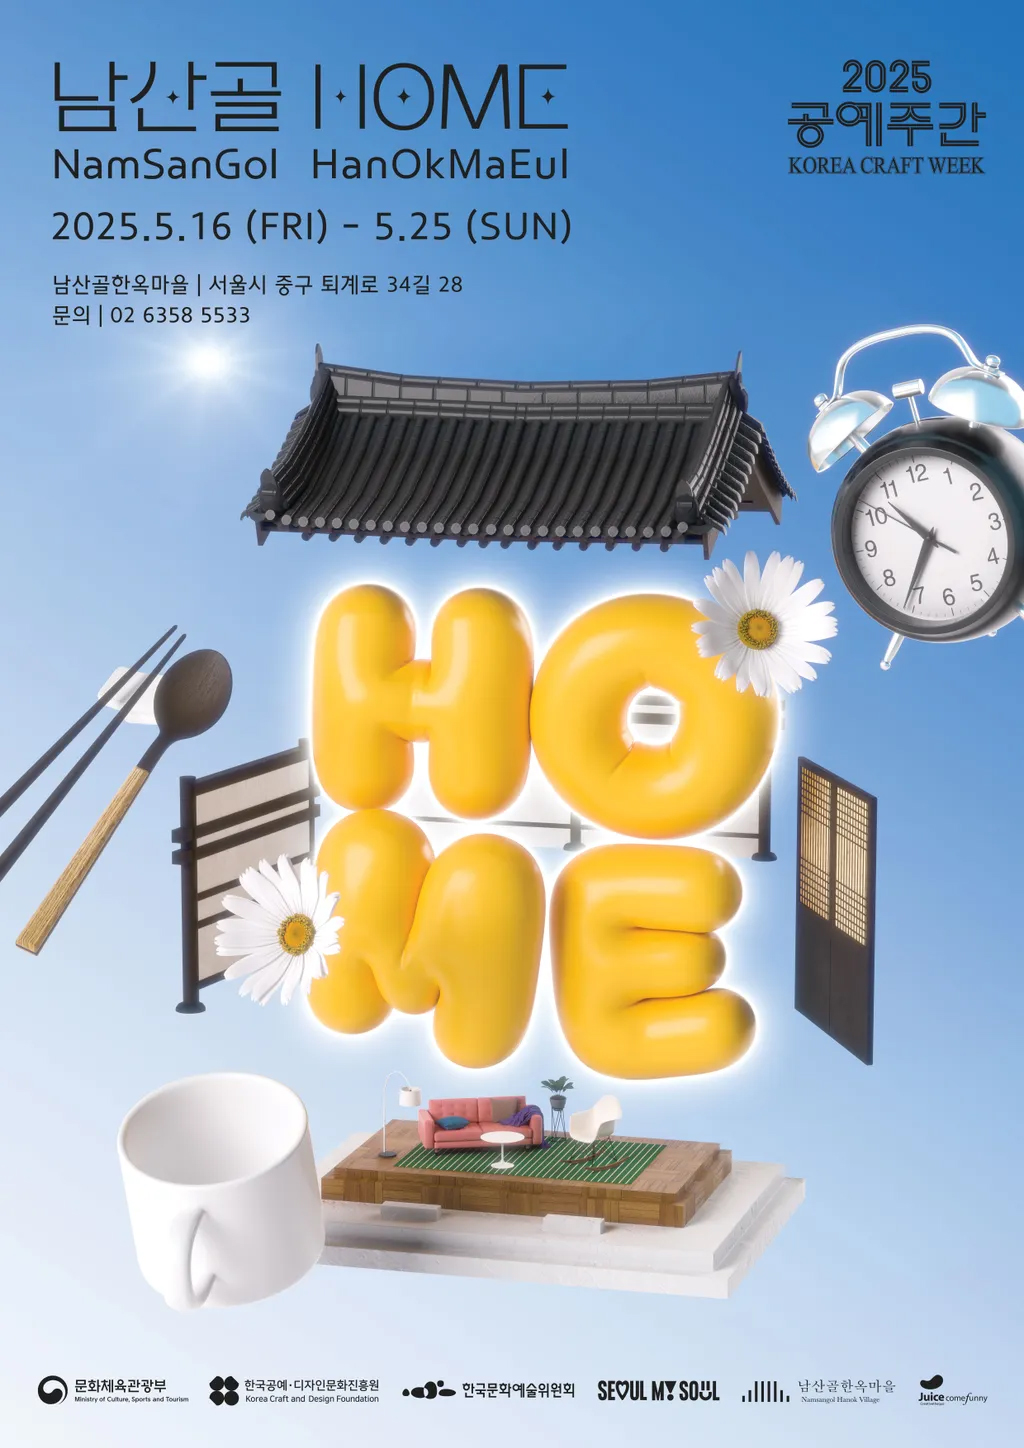 남산골 HOME
NamSanGol HanOkMaEul
2025.5.16 (FRI) – 5.25 (SUN)
남산골한옥마을 | 서울시 중구 퇴계로 34길 28
문의 | 02 6358 5533
2025
공예주간
KOREA CRAFT WEEK
12
1
2
3
4
5
6
7
8
9
10
11
HO
ME
문화체육관광부
Ministry of Culture, Sports and Tourism
한국공예·디자인문화진흥원
Korea Craft and Design Foundation
한국문화예술위원회
SEOUL MY SOUL
남산골한옥마을
Namsangol Hanok Village
Juice comefunny